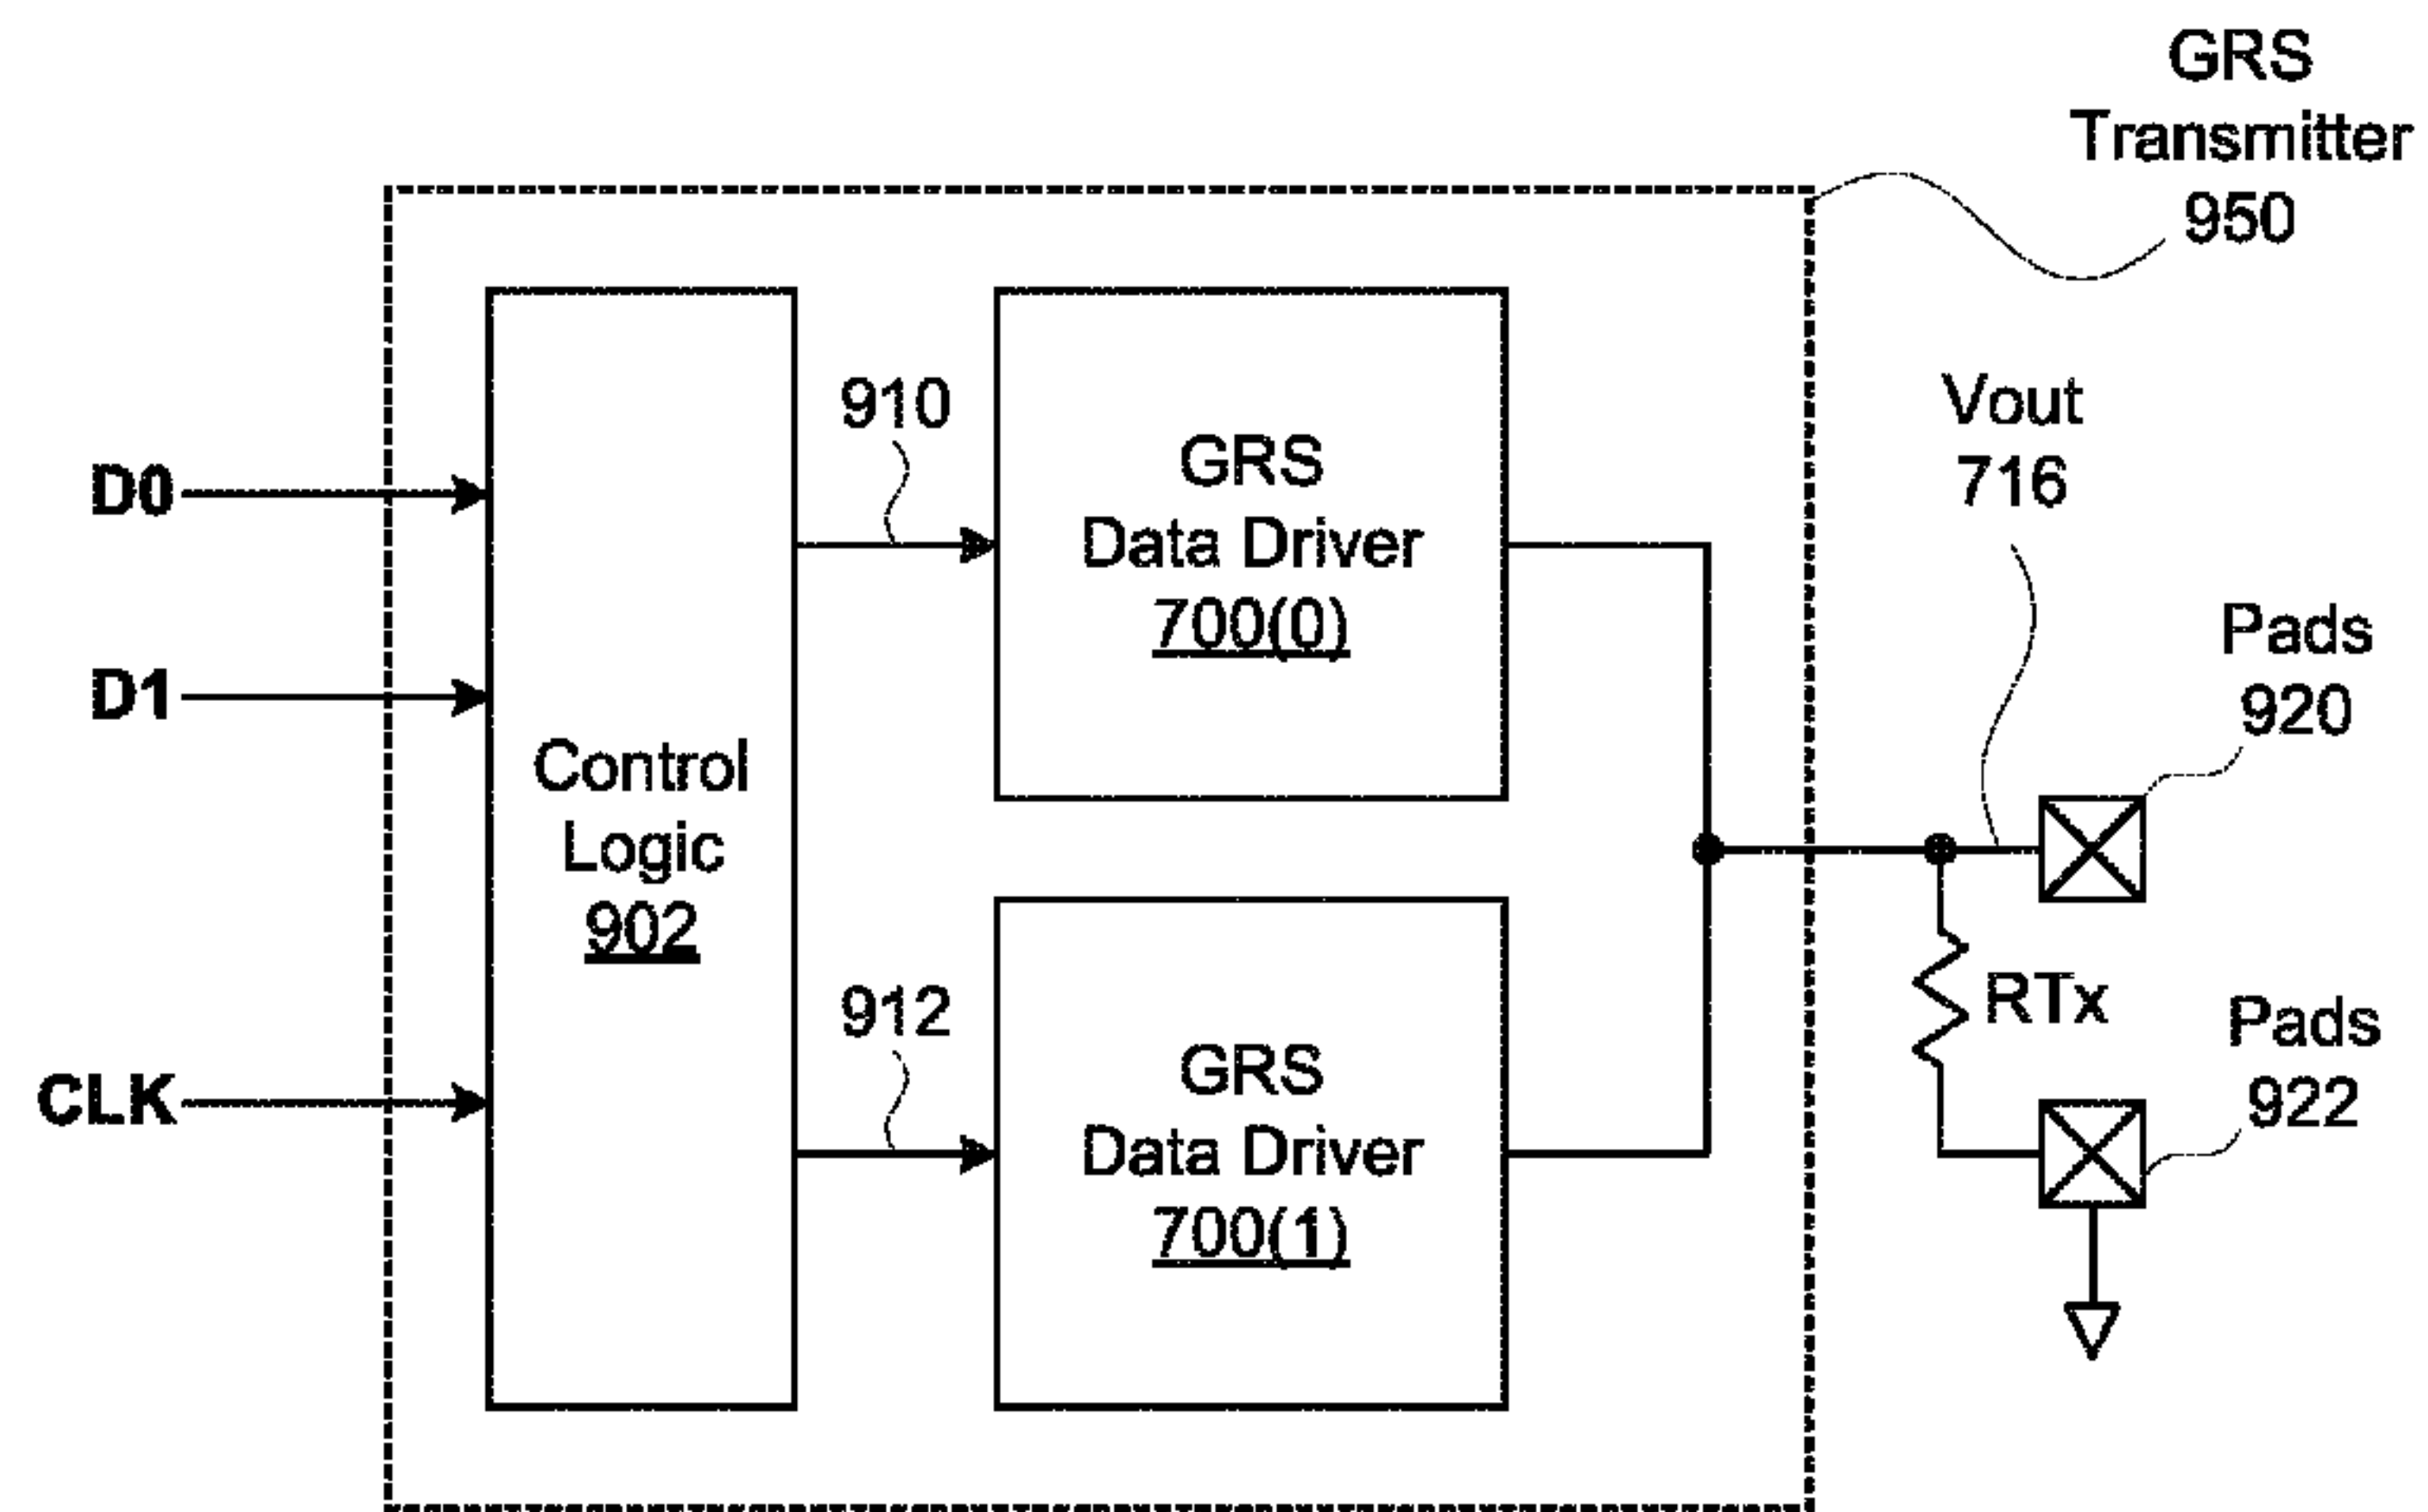 GRS
Transmitter
950
D0
D1
CLK
Control
Logic
902
910
GRS
Data Driver
700(0)
912
GRS
Data Driver
700(1)
Vout
716
Pads
920
RTx
Pads
922